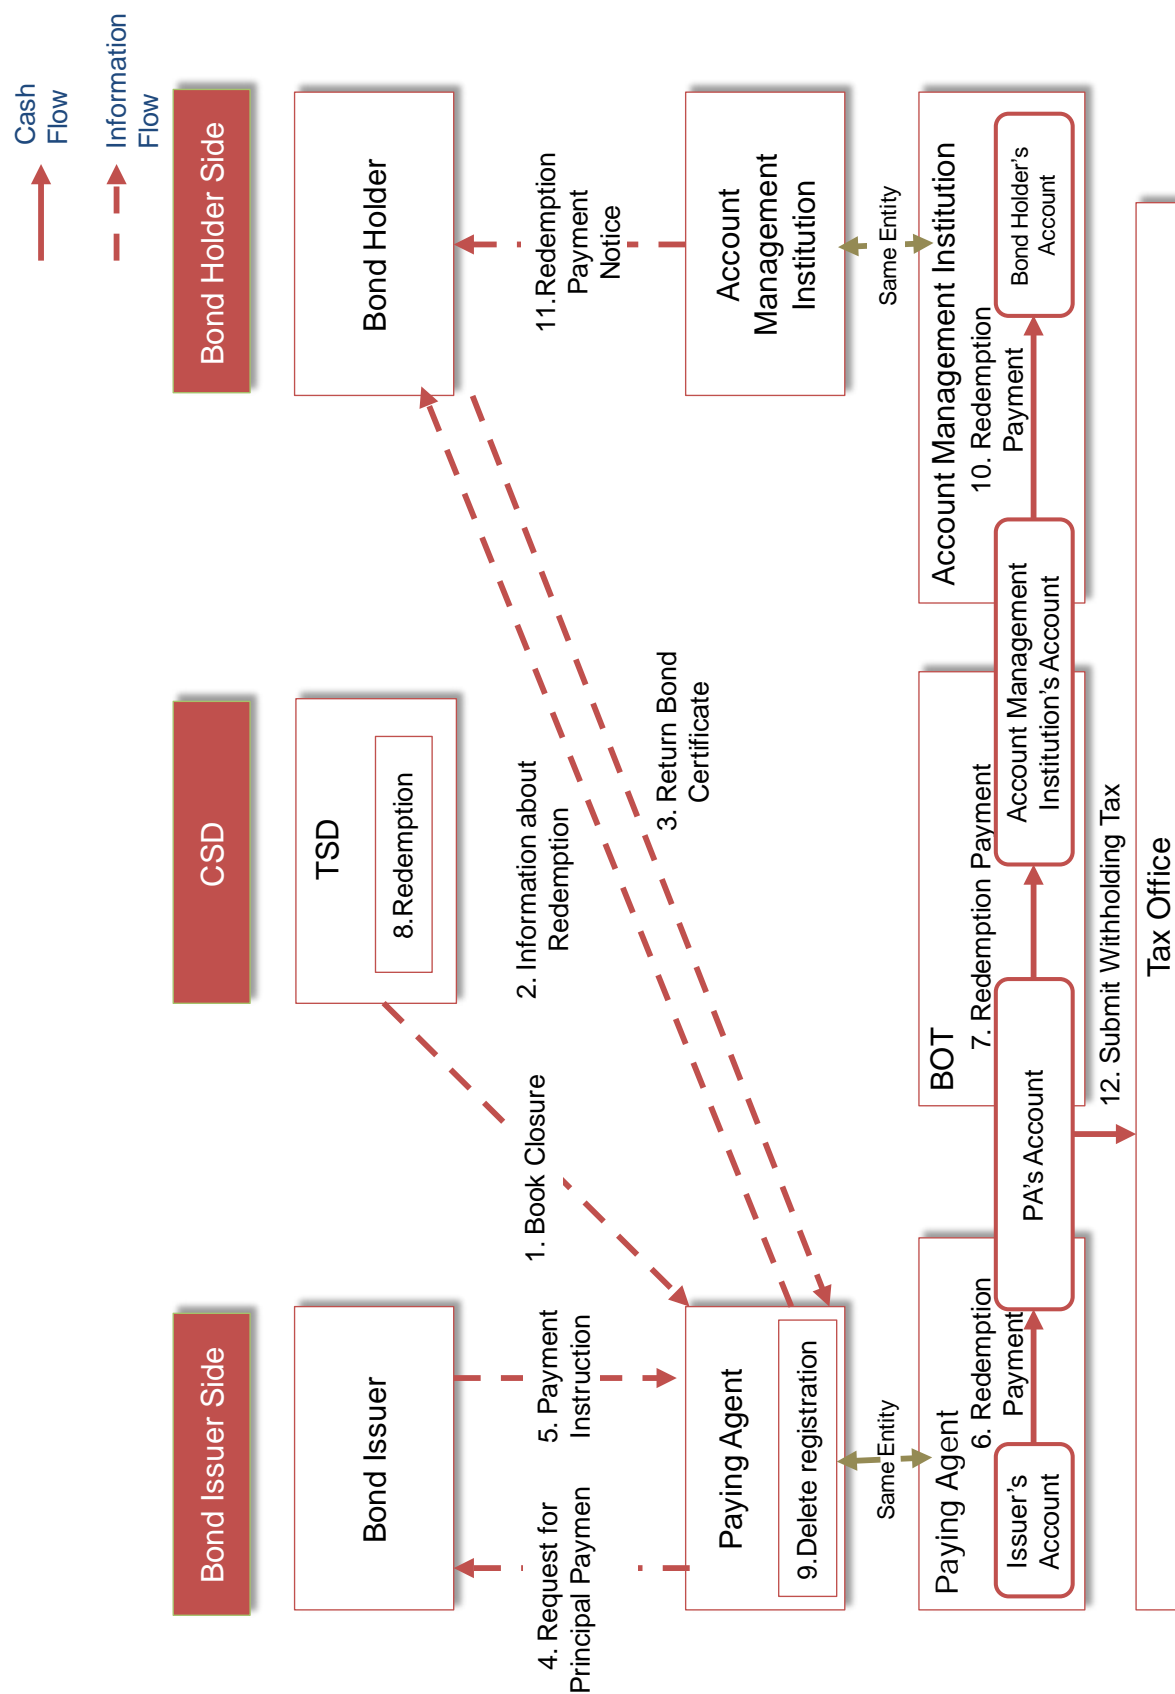 Cash
Flow
Information
Flow
Bond Issuer Side
CSD
Bond Holder Side
Bond Issuer
TSD
8.Redemption
Bond Holder
4. Request for
Principal Paymen
5. Payment
Instruction
1. Book Closure
2. Information about
Redemption
3. Return Bond
Certificate
11.Redemption
Payment
Notice
Paying Agent
9.Delete registration
Account
Management
Institution
Same Entity
Same Entity
Paying Agent
6. Redemption
Payment
Issuer's
Account
BOT
7. Redemption Payment
PA's Account
Account Management
Institution's Account
Account Management Institution
10. Redemption
Payment
Bond Holder's
Account
12. Submit Withholding Tax
Tax Office